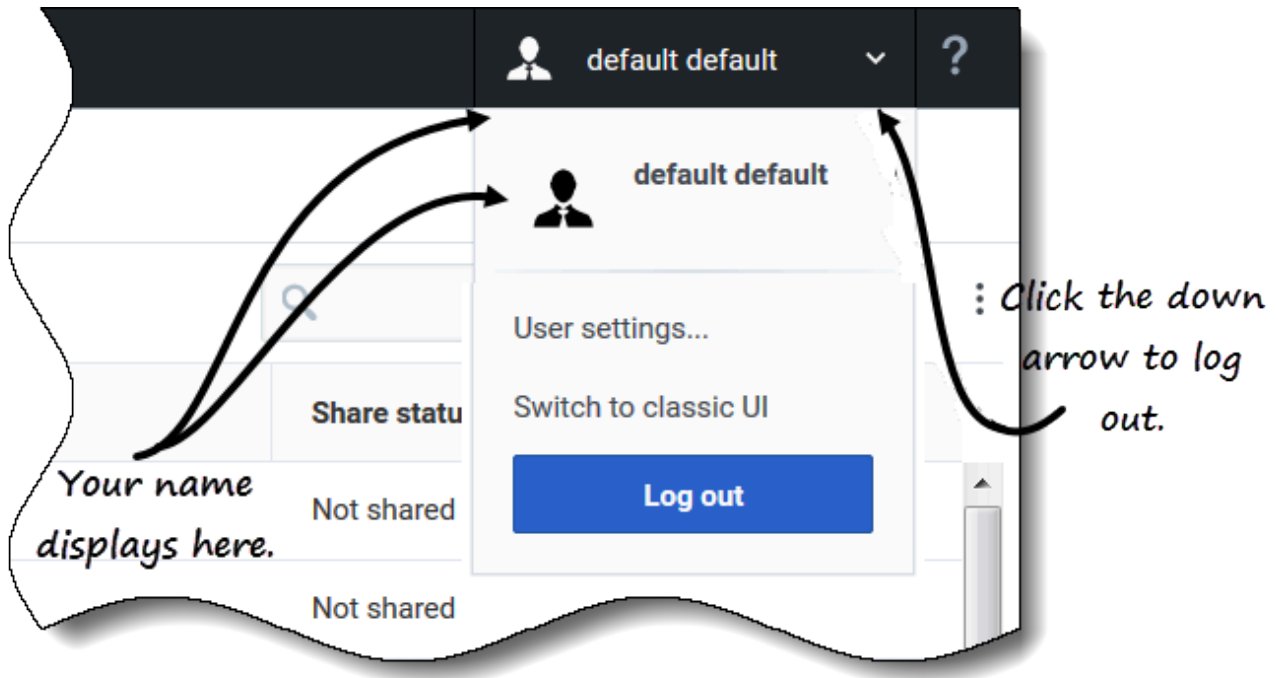 default default
?
default default
User settings...
Switch to classic UI
Log out
Share statu
Not shared
Not shared
Your name
displays here.
Click the down
arrow to log
out.